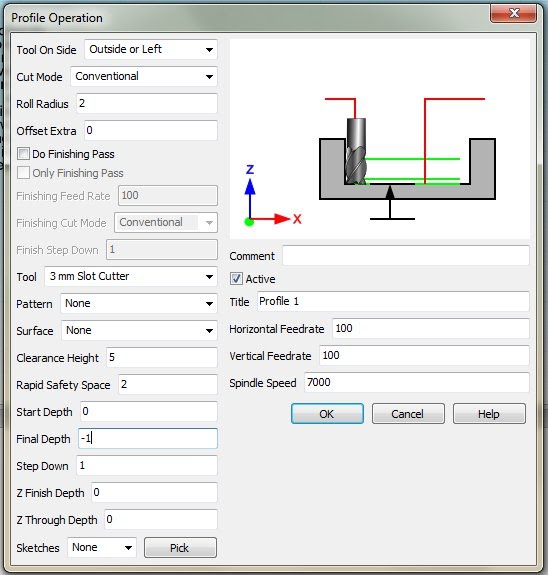 Profile Operation
Tool On Side Outside or Left
Cut Mode Conventional
Roll Radius 2
Offset Extra 0
Do Finishing Pass
Only Finishing Pass
Finishing Feed Rate 100
Finishing Cut Mode Conventional
Finish Step Down 1
Tool 3 mm Slot Cutter
Pattern None
Surface None
Clearance Height 5
Rapid Safety Space 2
Start Depth 0
Final Depth -1
Step Down 1
Z Finish Depth 0
Z Through Depth 0
Sketches None Pick
Z
X
Comment
Active
Title Profile 1
Horizontal Feedrate 100
Vertical Feedrate 100
Spindle Speed 7000
OK Cancel Help